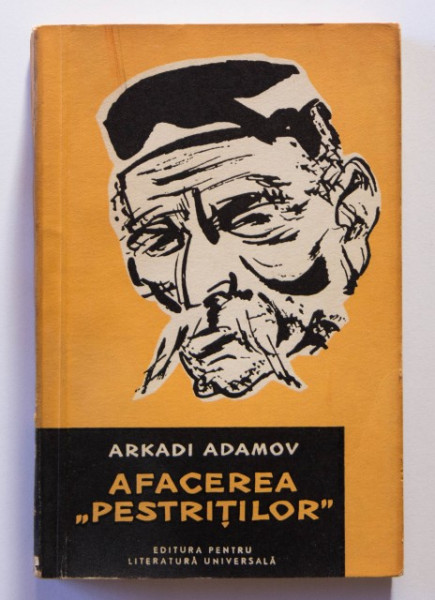 ARKADI ADAMOV
AFACEREA
„PESTRIȚILOR”
EDITURA PENTRU
LITERATURĂ UNIVERSALĂ